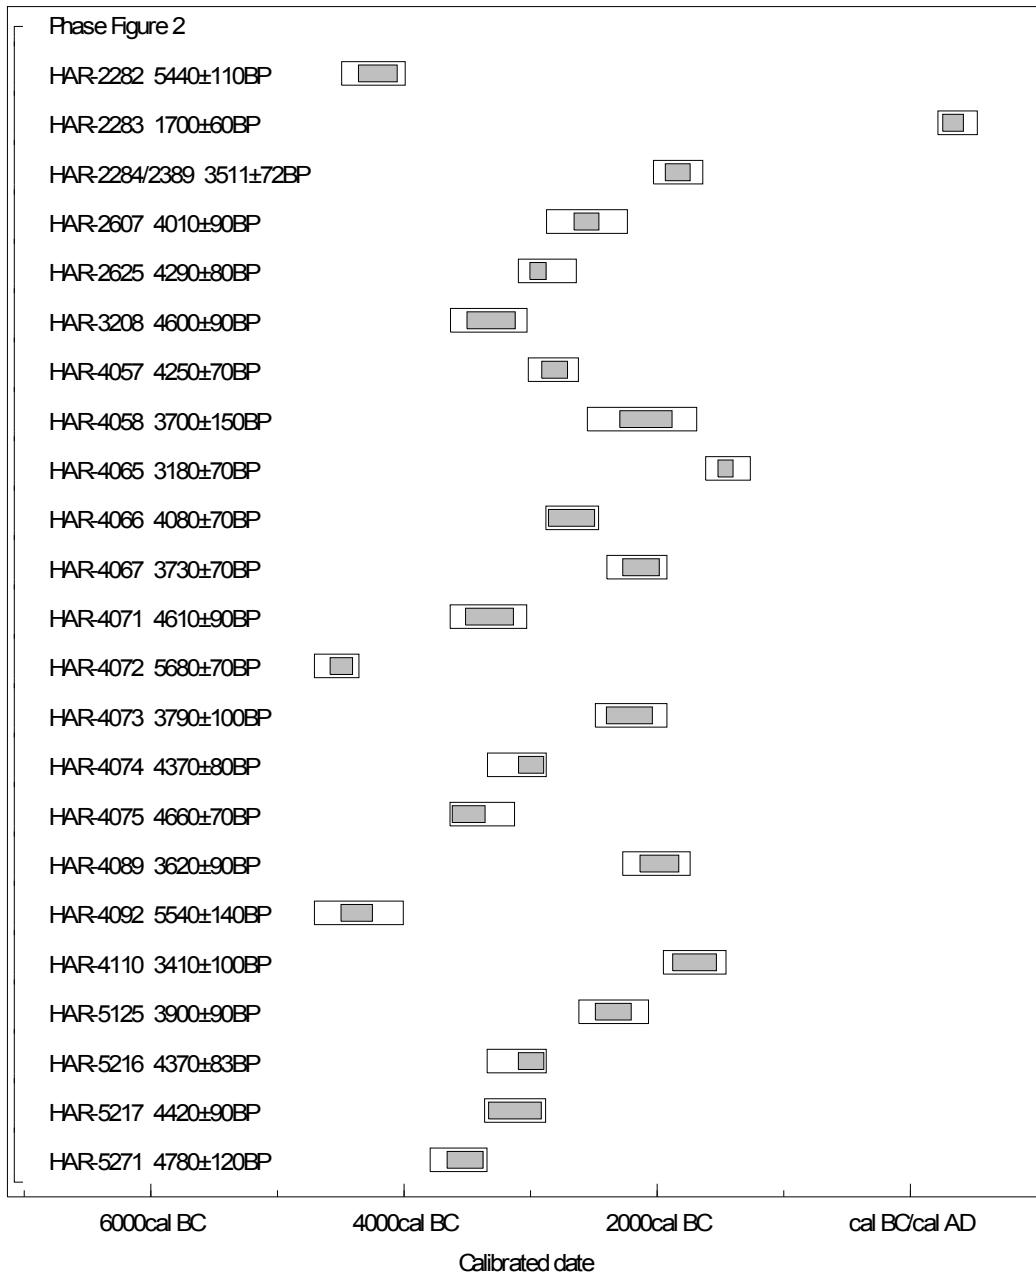 Phase Figure 2
HAR-2282 5440±110BP
HAR-2283 1700±60BP
HAR-2284/2389 3511±72BP
HAR-2607 4010±90BP
HAR-2625 4290±80BP
HAR-3208 4600±90BP
HAR-4057 4250±70BP
HAR-4058 3700±150BP
HAR-4065 3180±70BP
HAR-4066 4080±70BP
HAR-4067 3730±70BP
HAR-4071 4610±90BP
HAR-4072 5680±70BP
HAR-4073 3790±100BP
HAR-4074 4370±80BP
HAR-4075 4660±70BP
HAR-4089 3620±90BP
HAR-4092 5540±140BP
HAR-4110 3410±100BP
HAR-5125 3900±90BP
HAR-5216 4370±83BP
HAR-5217 4420±90BP
HAR-5271 4780±120BP
6000cal BC 4000cal BC 2000cal BC cal BC/cal AD
Calibrated date